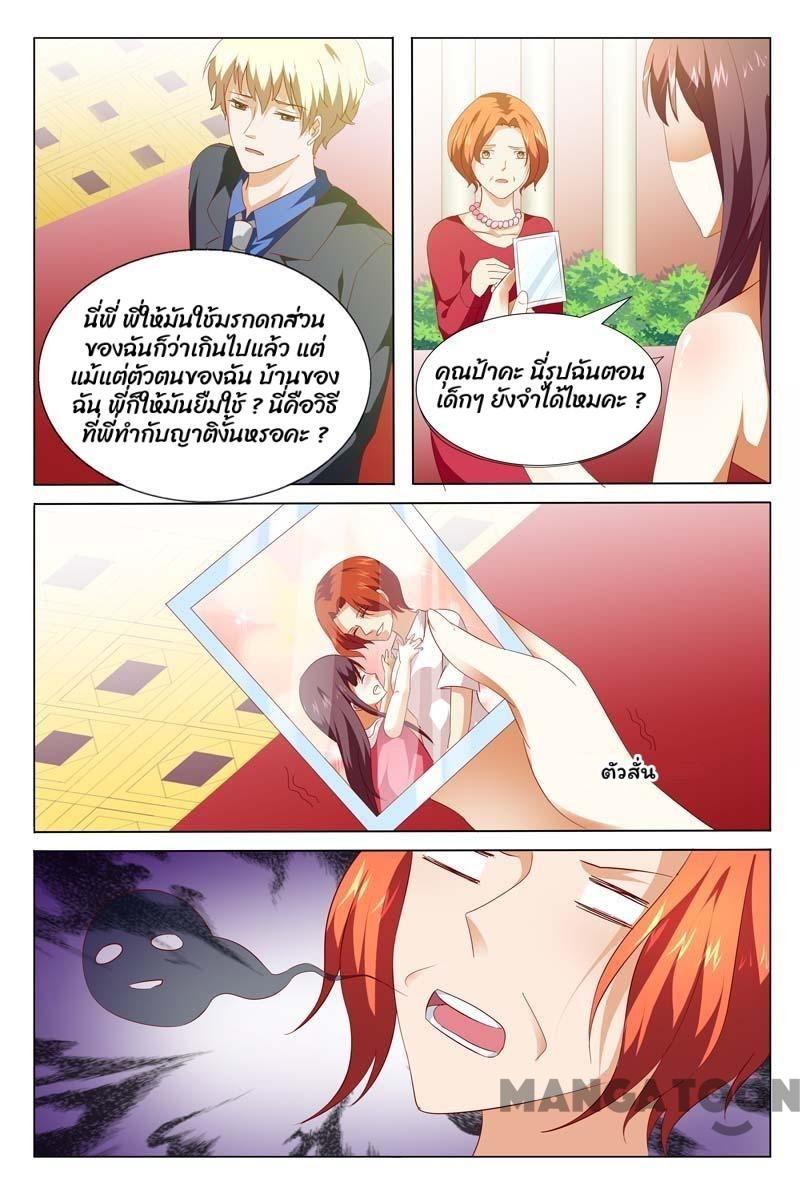 นี่พี่ พี่ให้มันใช้มรกดกส่วน
ของฉันก็ว่าเกินไปแล้ว แต่
แม้แต่ตัวตนของฉัน บ้านของ
ฉัน พี่ก็ให้มันยืมใช้ ? นี่คือวิธี
ที่พี่ทำกับญาติงั้นหรอคะ ?
คุณป้าคะ นี่รูปฉันตอน
เด็กๆ ยังจำได้ไหมคะ ?
ตัวสั่น
MANGATOON